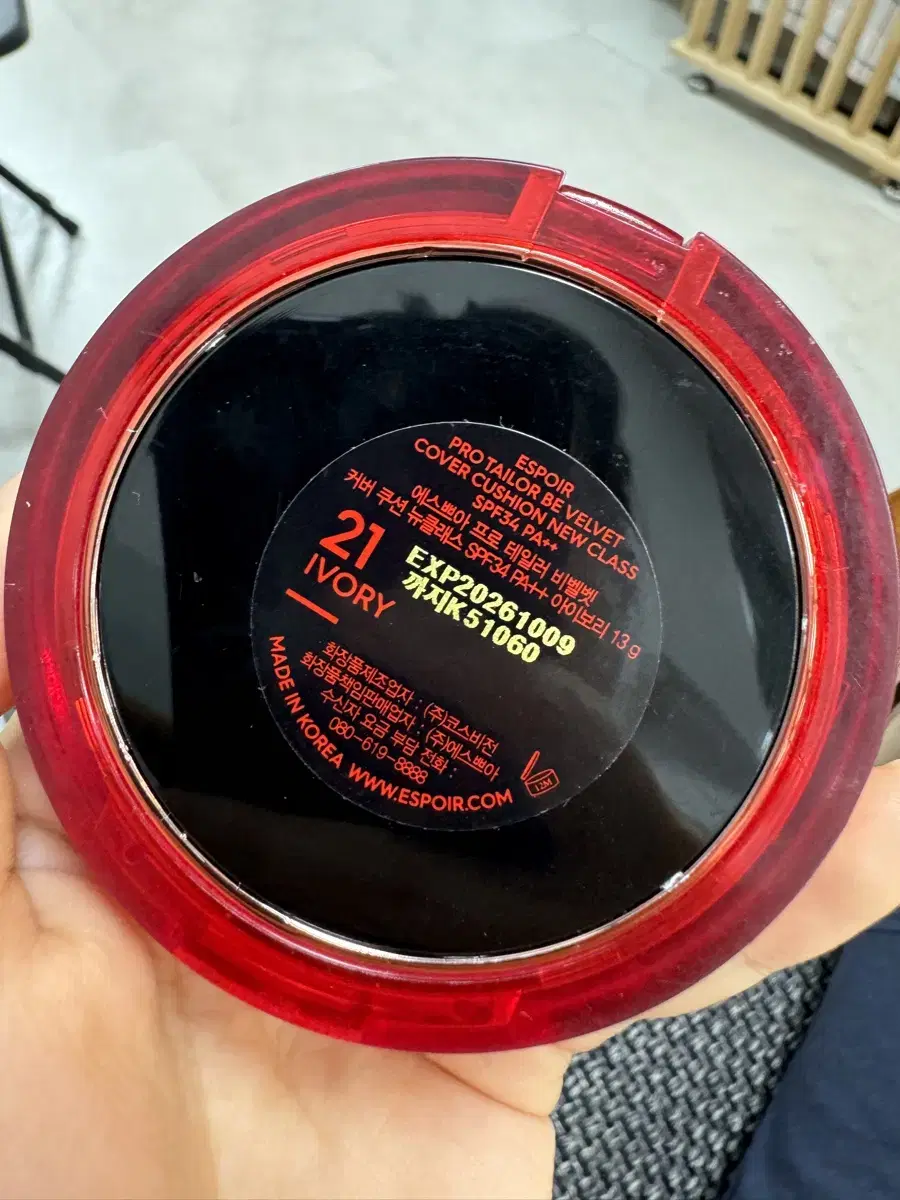 ESPOIR
PRO TAILOR BE VELVET
COVER CUSHION NEW CLASS
SPF34 PA++
에스쁘아 프로 테일러 비벨벳
커버 쿠션 뉴클래스 SPF34 PA++ 아이보리 13 g
21
IVORY
EXP20261009
까지K51060
화장품제조업자 : (주)코스비전
화장품책임판매업자 : (주)에스쁘아
수신자 요금 부담 전화 :
080-619-8888
MADE IN KOREA WWW.ESPOIR.COM
12M